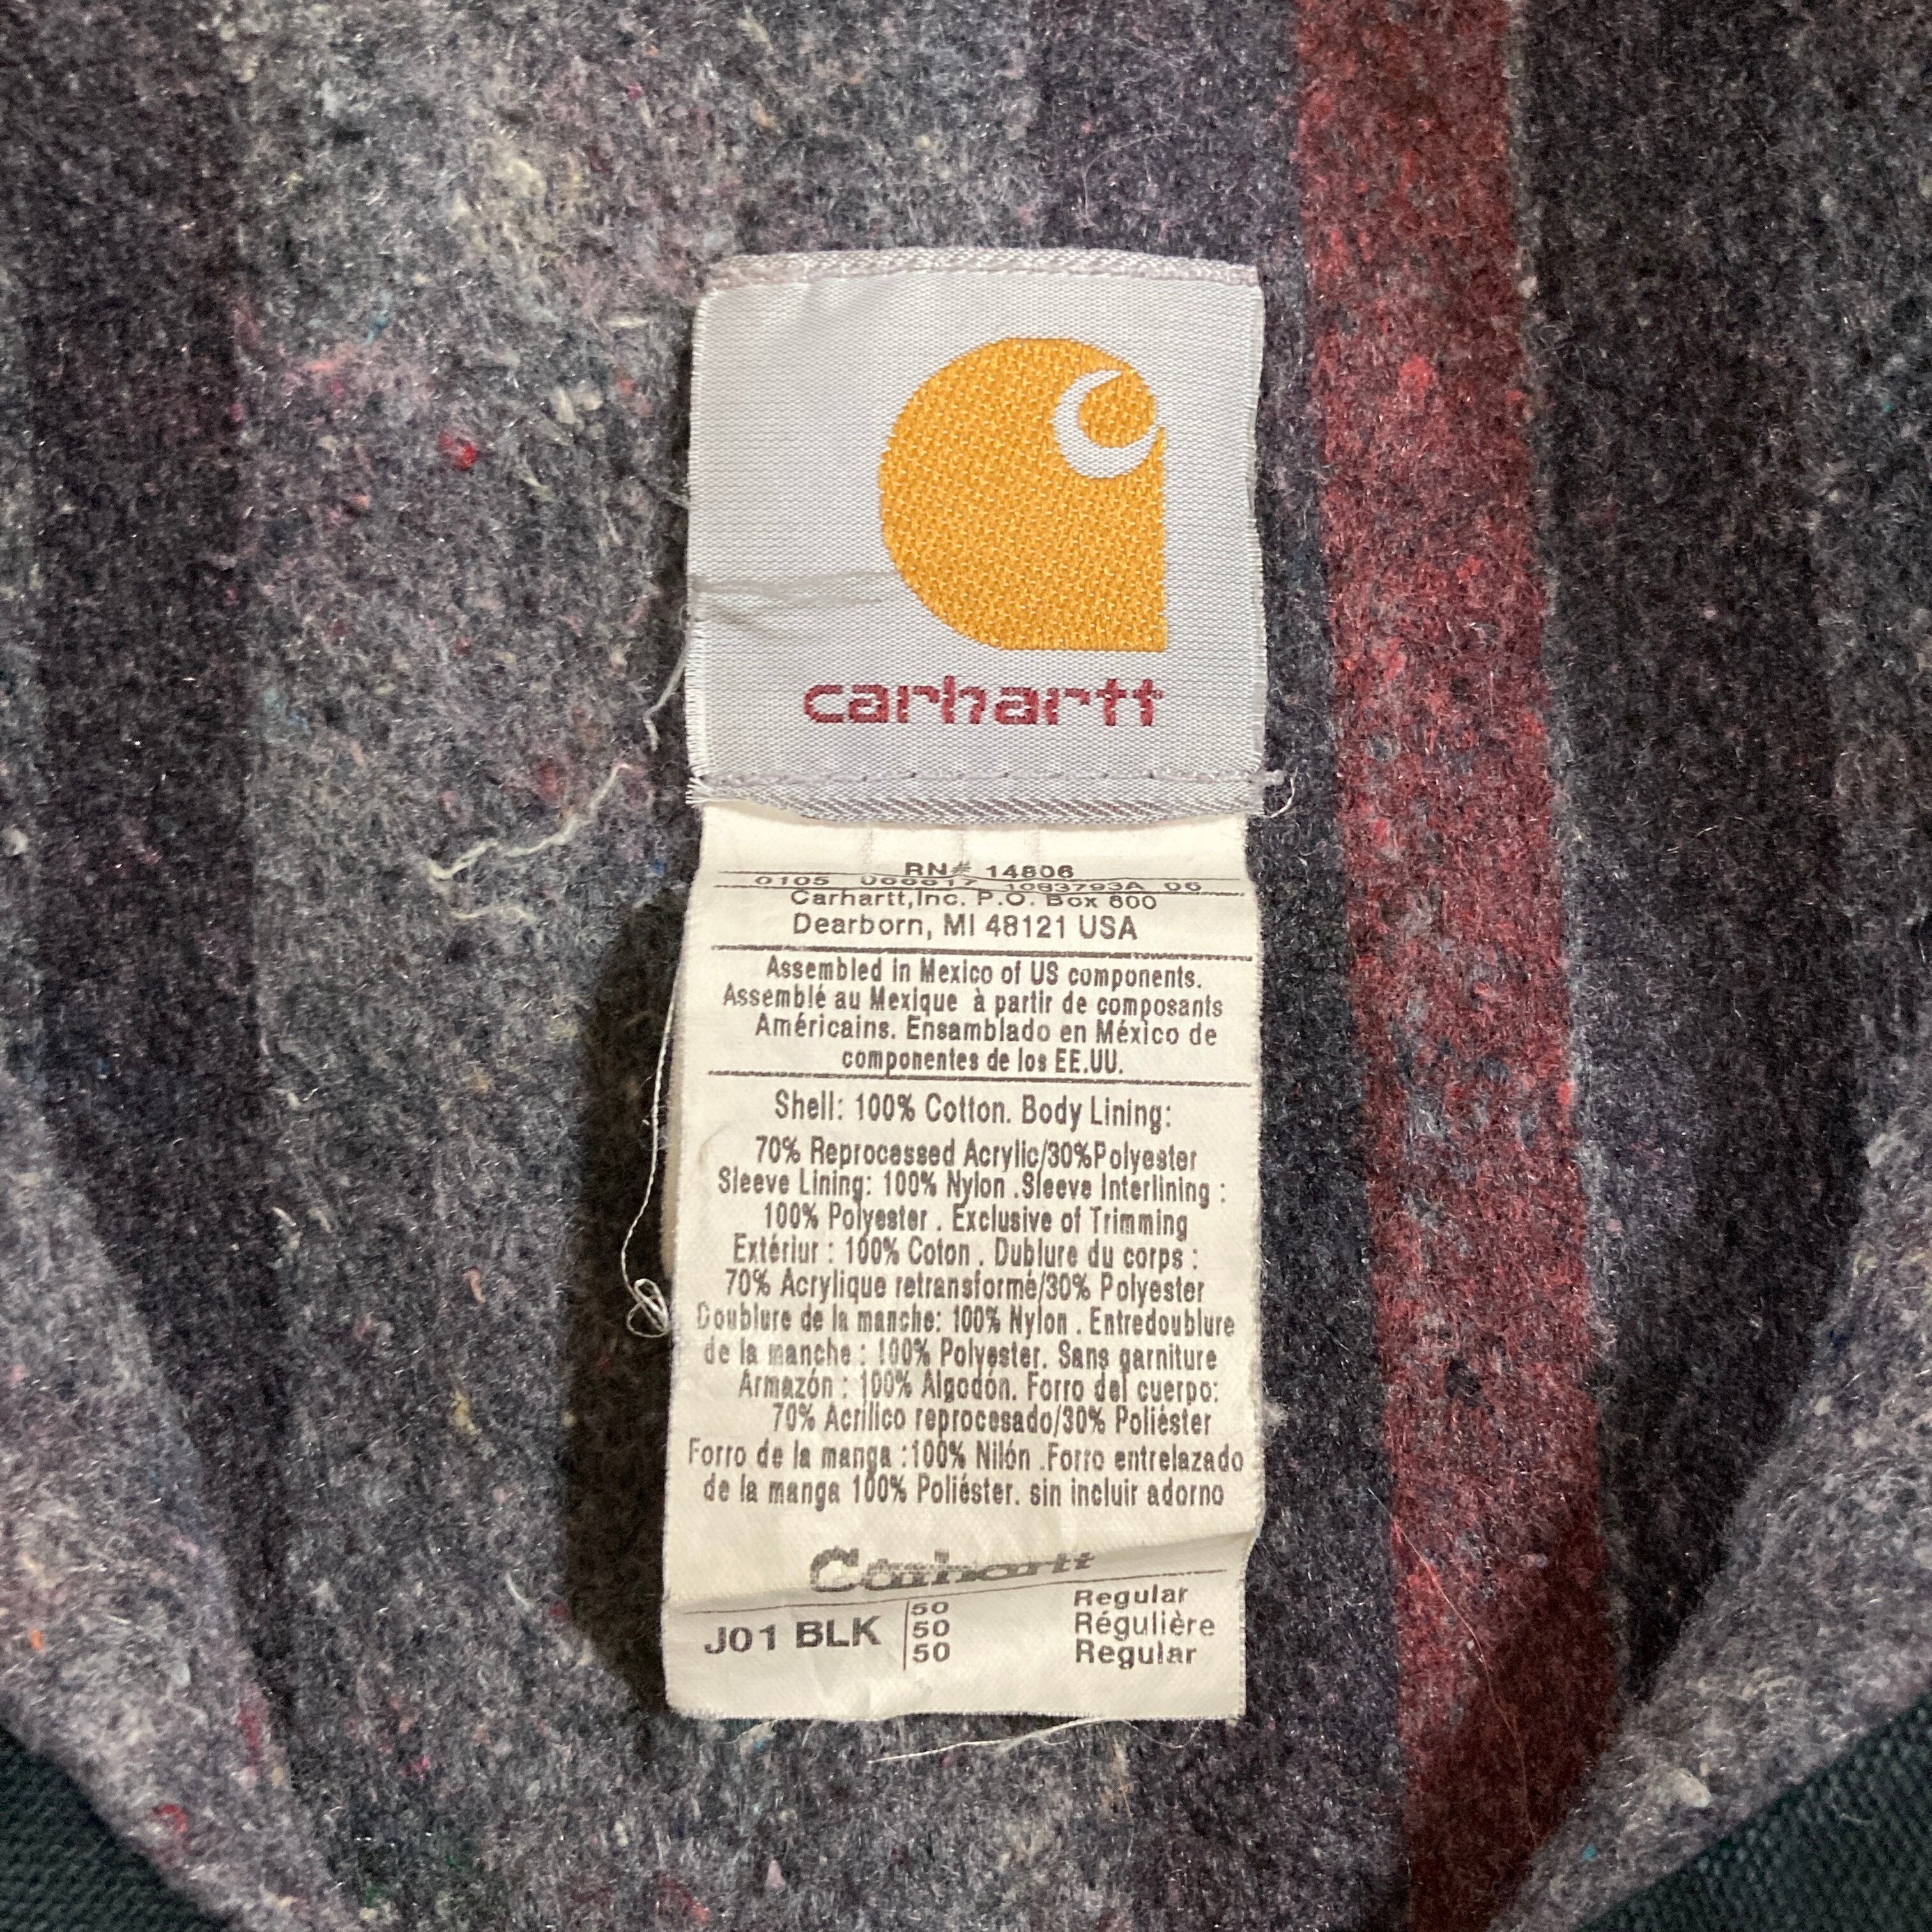 carhartt
RN# 14806
0105 000017 1083793A 00
Carhartt,Inc. P.O. Box 600
Dearborn, MI 48121 USA
Assembled in Mexico of US components.
Assemblé au Mexique à partir de composants
Américains. Ensamblado en México de
componentes de los EE.UU.
Shell: 100% Cotton. Body Lining:
70% Reprocessed Acrylic/30%Polyester
Sleeve Lining: 100% Nylon .Sleeve Interlining :
100% Polyester . Exclusive of Trimming
Extériur : 100% Coton . Dublure du corps :
70% Acrylique retransformé/30% Polyester
Doublure de la manche: 100% Nylon . Entredoublure
de la manche : 100% Polyester. Sans garniture
Armazón : 100% Algodón. Forro del cuerpo:
70% Acrilico reprocesado/30% Poliéster
Forro de la manga :100% Nilón .Forro entrelazado
de la manga 100% Poliéster. sin incluir adorno
Carhartt
50 Regular
J01 BLK 50 Régulière
50 Regular